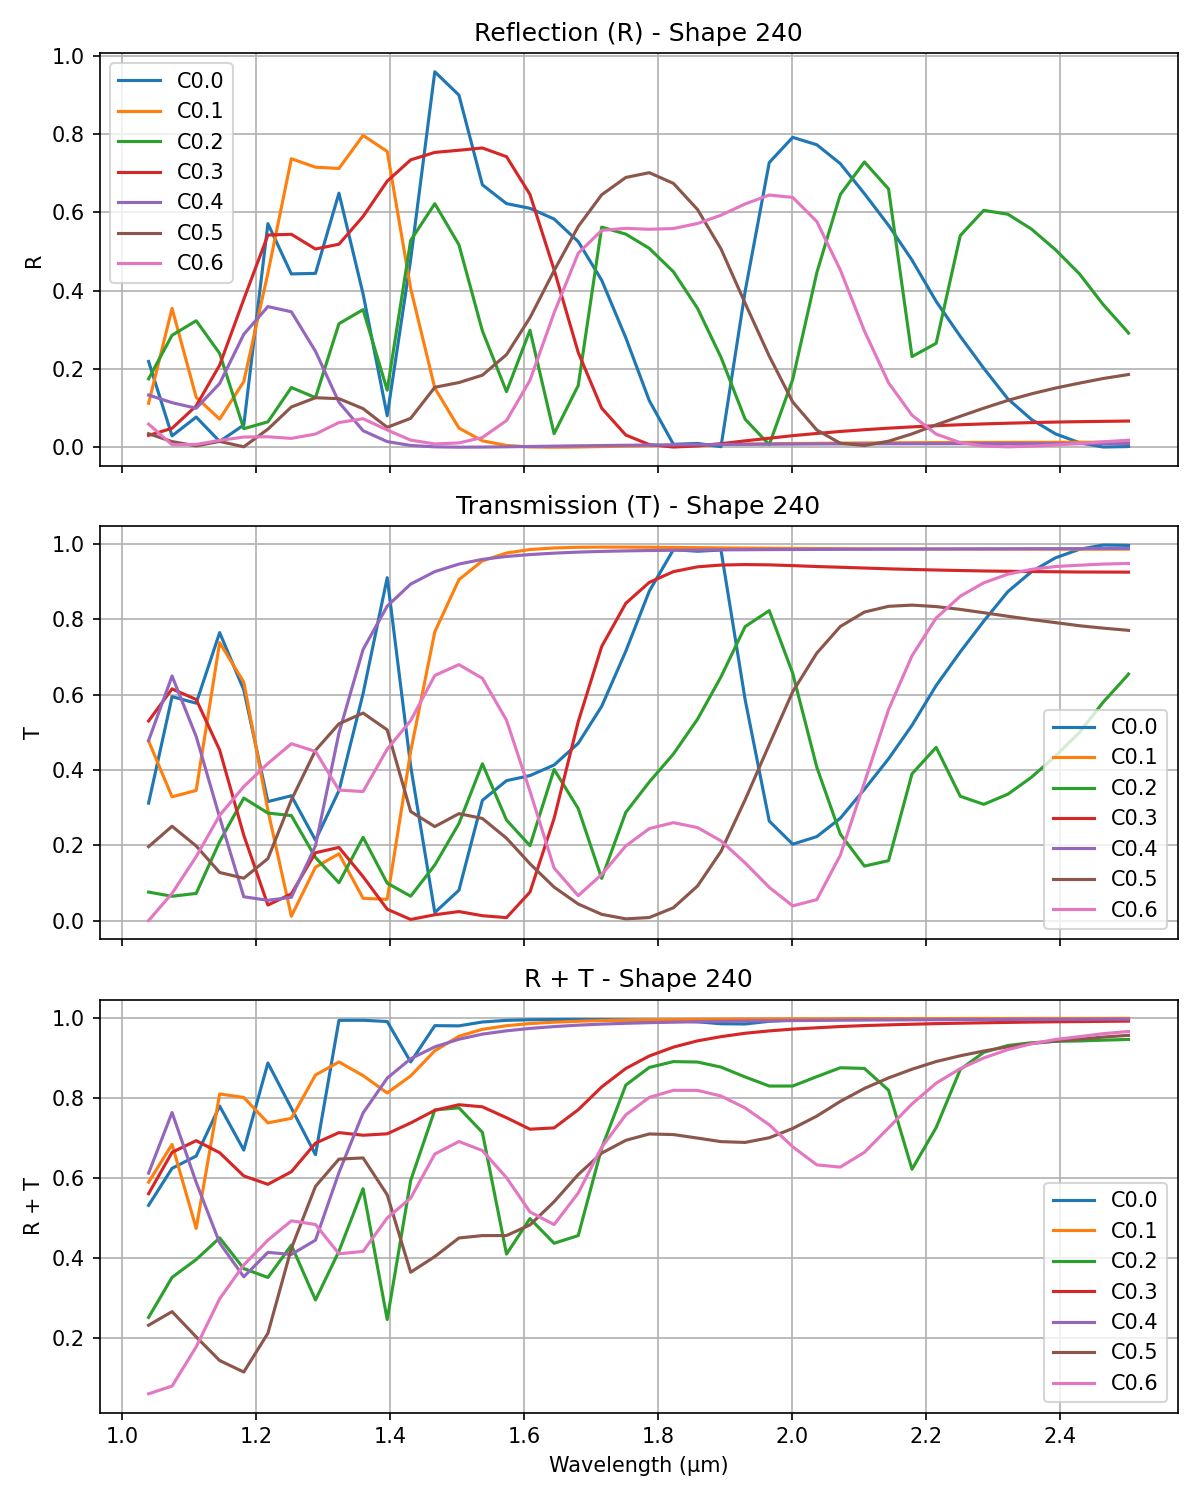 Reflection (R) - Shape 240
1.0
0.8
0.6
0.4
0.2
0.0
R
C0.0
C0.1
C0.2
C0.3
C0.4
C0.5
C0.6
Transmission (T) - Shape 240
1.0
0.8
0.6
0.4
0.2
0.0
T
C0.0
C0.1
C0.2
C0.3
C0.4
C0.5
C0.6
R + T - Shape 240
1.0
0.8
0.6
0.4
0.2
R + T
C0.0
C0.1
C0.2
C0.3
C0.4
C0.5
C0.6
1.0 1.2 1.4 1.6 1.8 2.0 2.2 2.4
Wavelength (μm)